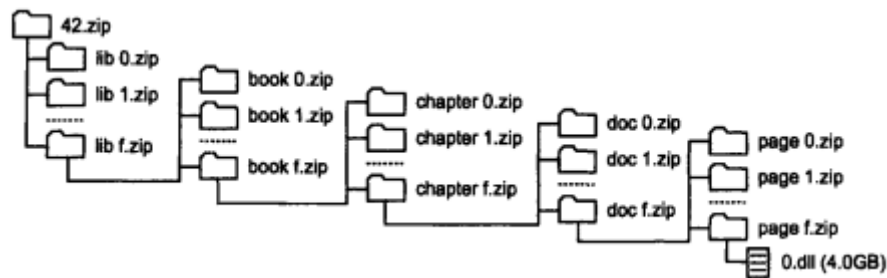 42.zip
lib 0.zip
lib 1.zip
lib f.zip
book 0.zip
book 1.zip
book f.zip
chapter 0.zip
chapter 1.zip
chapter f.zip
doc 0.zip
doc 1.zip
doc f.zip
page 0.zip
page 1.zip
page f.zip
0.dll (4.0GB)